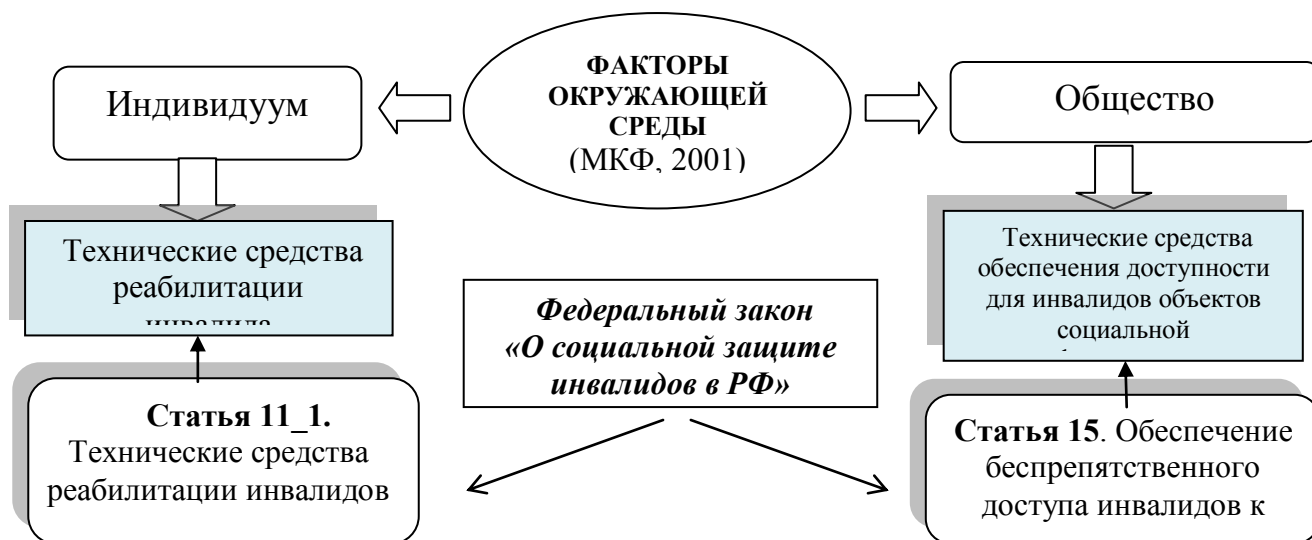 ФАКТОРЫ
ОКРУЖАЮЩЕЙ
СРЕДЫ
(МКФ, 2001)
Индивидуум
Общество
Технические средства
реабилитации
инвалида
Технические средства
обеспечения доступности
для инвалидов объектов
социальной
Федеральный закон
«О социальной защите
инвалидов в РФ»
Статья 11_1.
Технические средства
реабилитации инвалидов
Статья 15. Обеспечение
беспрепятственного
доступа инвалидов к